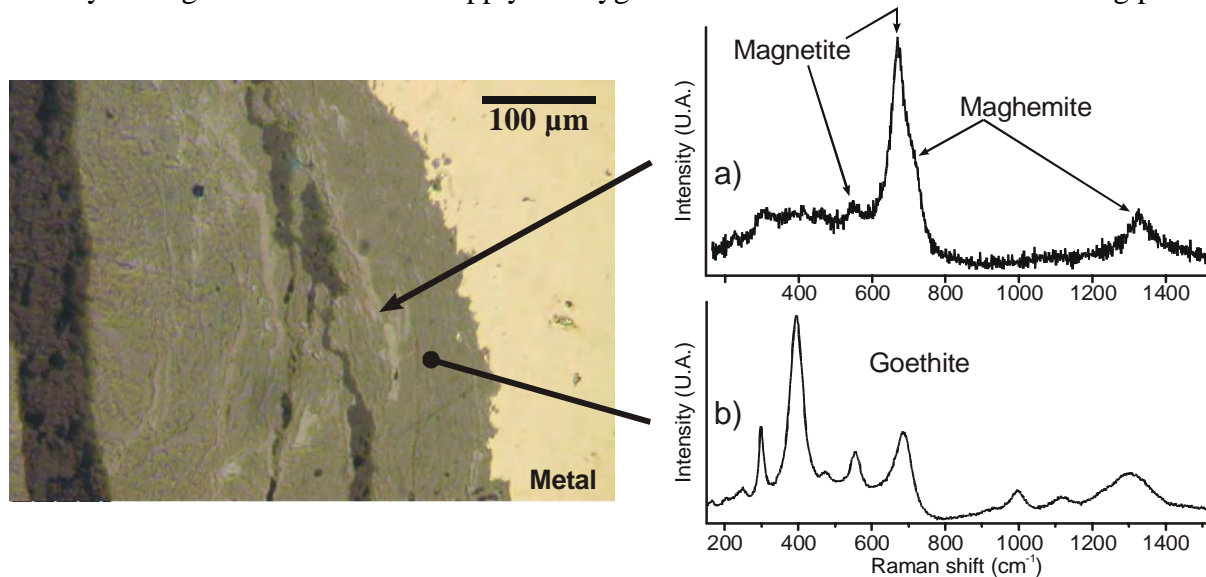 100 µm
Metal
Magnetite
Maghemite
a)
Intensity (U.A.)
400 600 800 1000 1200 1400
Goethite
b)
Intensity (U.A.)
200 400 600 800 1000 1200 1400
Raman shift (cm⁻¹)